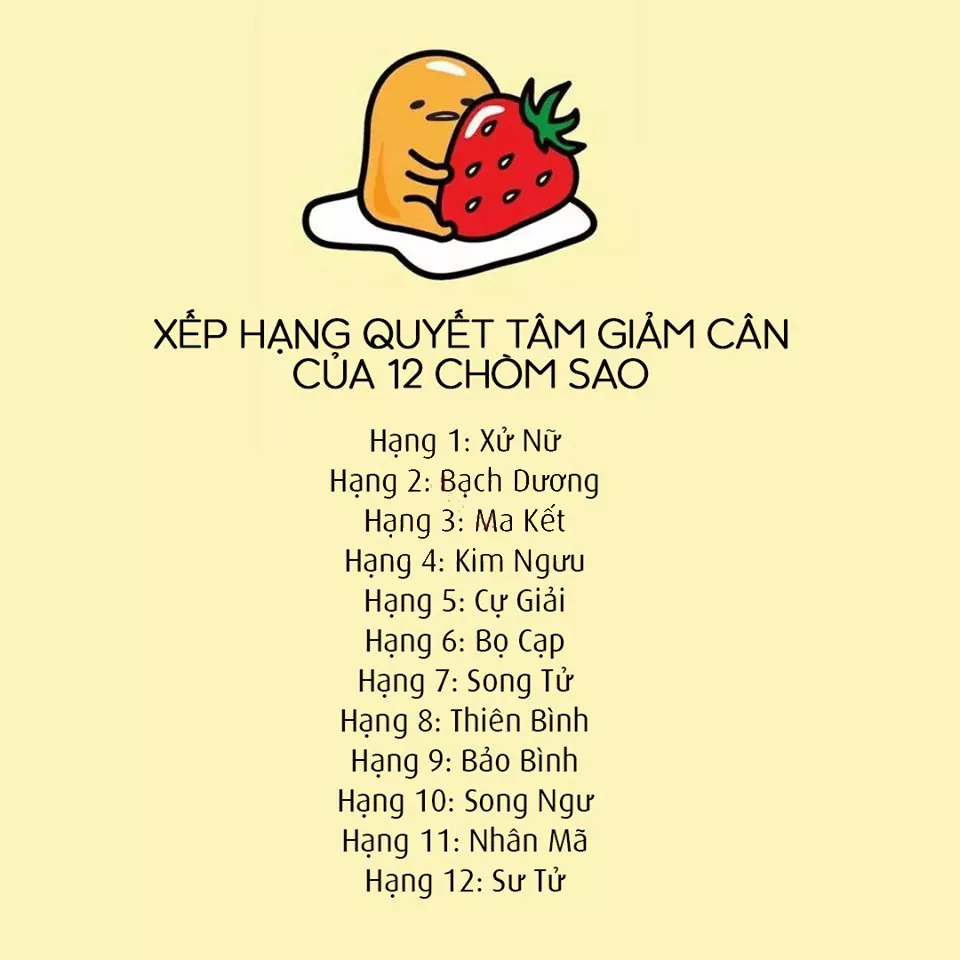 XẾP HẠNG QUYẾT TÂM GIẢM CÂN
CỦA 12 CHÒM SAO
Hạng 1: Xử Nữ
Hạng 2: Bạch Dương
Hạng 3: Ma Kết
Hạng 4: Kim Ngưu
Hạng 5: Cự Giải
Hạng 6: Bọ Cạp
Hạng 7: Song Tử
Hạng 8: Thiên Bình
Hạng 9: Bảo Bình
Hạng 10: Song Ngư
Hạng 11: Nhân Mã
Hạng 12: Sư Tử